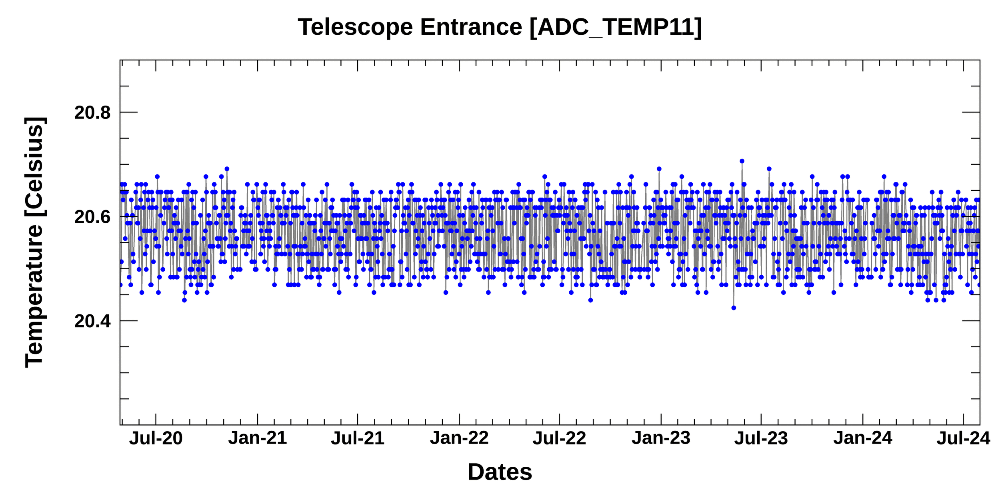 Telescope Entrance [ADC_TEMP11]
Temperature [Celsius]
20.8
20.6
20.4
Jul-20 Jan-21 Jul-21 Jan-22 Jul-22 Jan-23 Jul-23 Jan-24 Jul-24
Dates